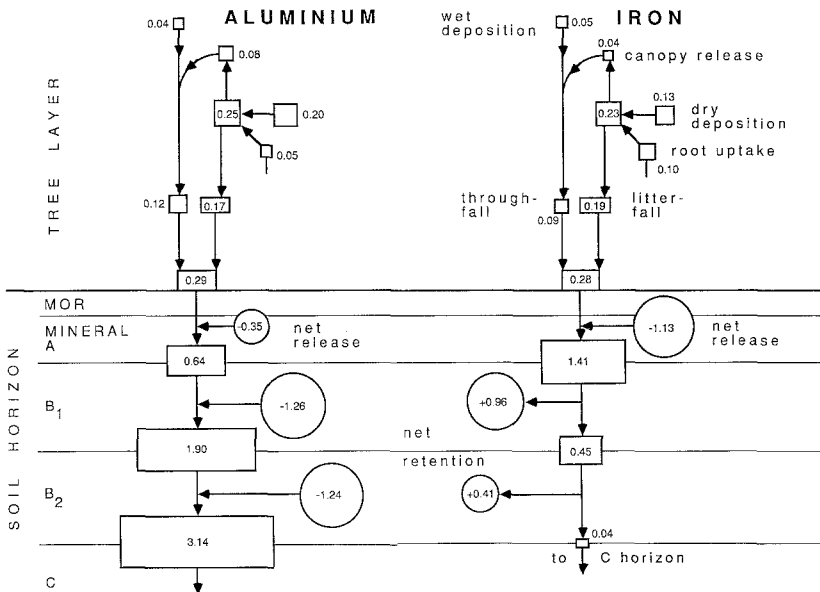 ALUMINIUM
IRON
0.04
wet
deposition
0.05
0.08
0.04
canopy release
0.25
0.20
0.23
0.13
dry
deposition
0.05
root uptake
0.10
TREE LAYER
0.12
0.17
through-
fall
0.09
0.19
litter-
fall
0.29
0.28
MOR
MINERAL
A
-0.35
net
release
-1.13
net
release
0.64
1.41
SOIL HORIZON
B1
-1.26
+0.96
1.90
net
retention
0.45
B2
-1.24
+0.41
3.14
0.04
to C horizon
C